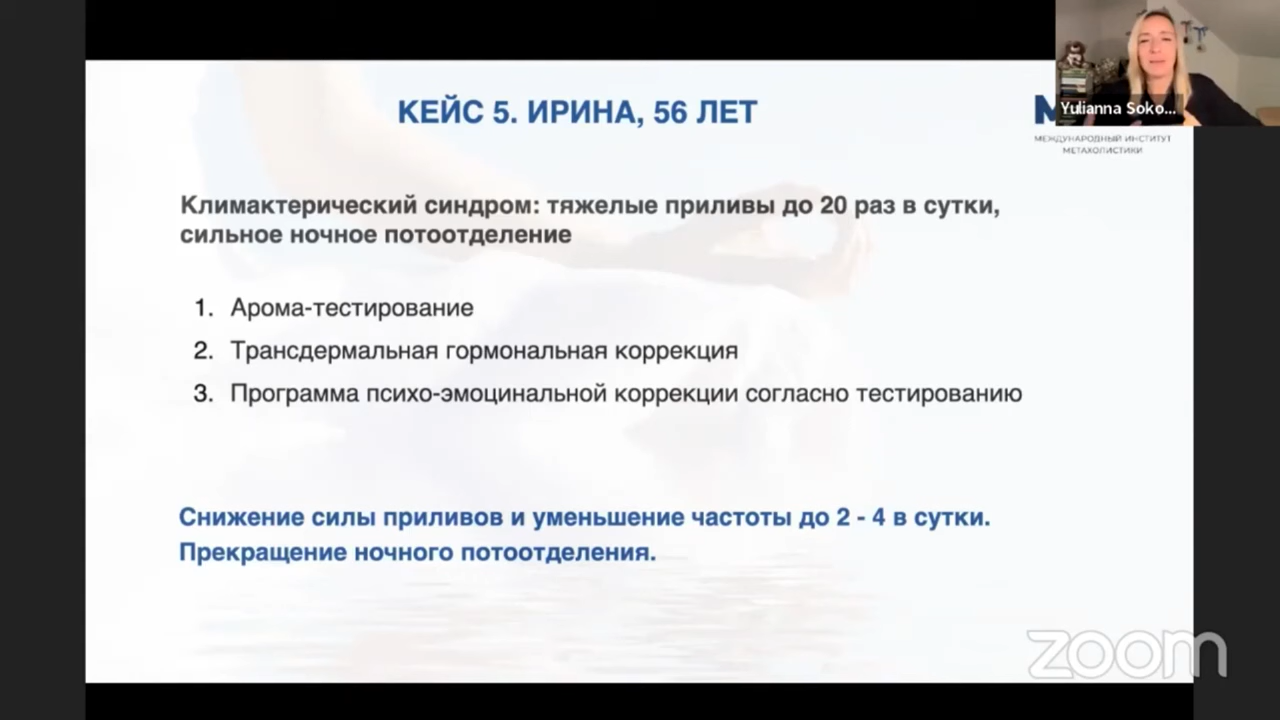 КЕЙС 5. ИРИНА, 56 ЛЕТ
Yulianna Soko...
МЕЖДУНАРОДНЫЙ ИНСТИТУТ
МЕТАХОЛИСТИКИ
Климактерический синдром: тяжелые приливы до 20 раз в сутки,
сильное ночное потоотделение
1. Арома-тестирование
2. Трансдермальная гормональная коррекция
3. Программа психо-эмоцинальной коррекции согласно тестированию
Снижение силы приливов и уменьшение частоты до 2 - 4 в сутки.
Прекращение ночного потоотделения.
zoom